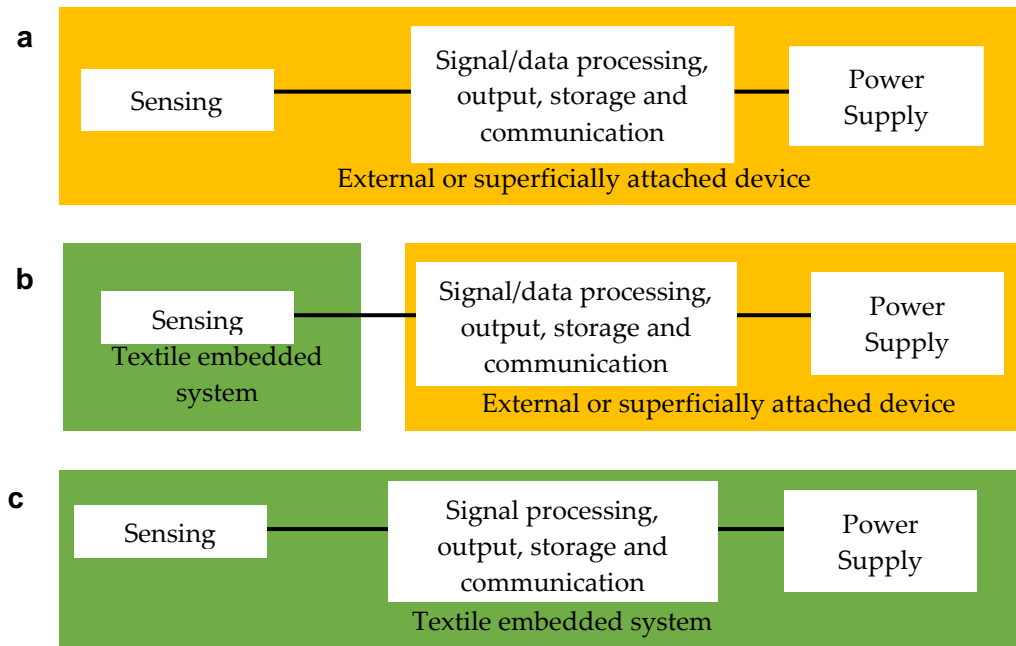 a
Sensing
Signal/data processing,
output, storage and
communication
Power
Supply
External or superficially attached device
b
Sensing
Textile embedded
system
Signal/data processing,
output, storage and
communication
Power
Supply
External or superficially attached device
c
Sensing
Signal processing,
output, storage and
communication
Power
Supply
Textile embedded system